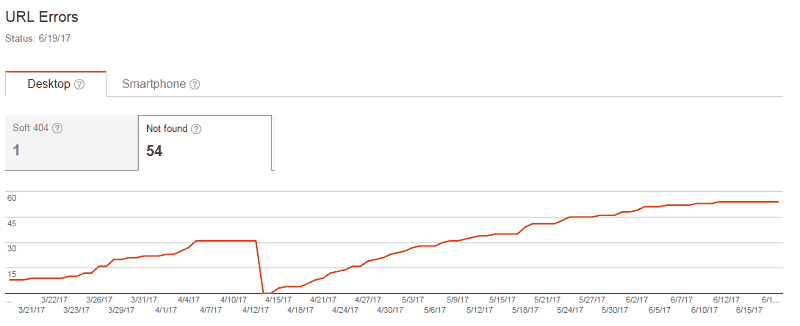 URL Errors
Status: 6/19/17
Desktop ?
Smartphone ?
Soft 404 ?
1
Not found ?
54
60
45
30
15
... 3/22/17 3/26/17 3/31/17 4/4/17 4/10/17 4/15/17 4/21/17 4/27/17 5/3/17 5/9/17 5/15/17 5/21/17 5/27/17 6/2/17 6/7/17 6/12/17 6/1...
3/21/17 3/23/17 3/29/17 4/1/17 4/7/17 4/12/17 4/18/17 4/24/17 4/30/17 5/6/17 5/12/17 5/18/17 5/24/17 5/30/17 6/5/17 6/10/17 6/15/17